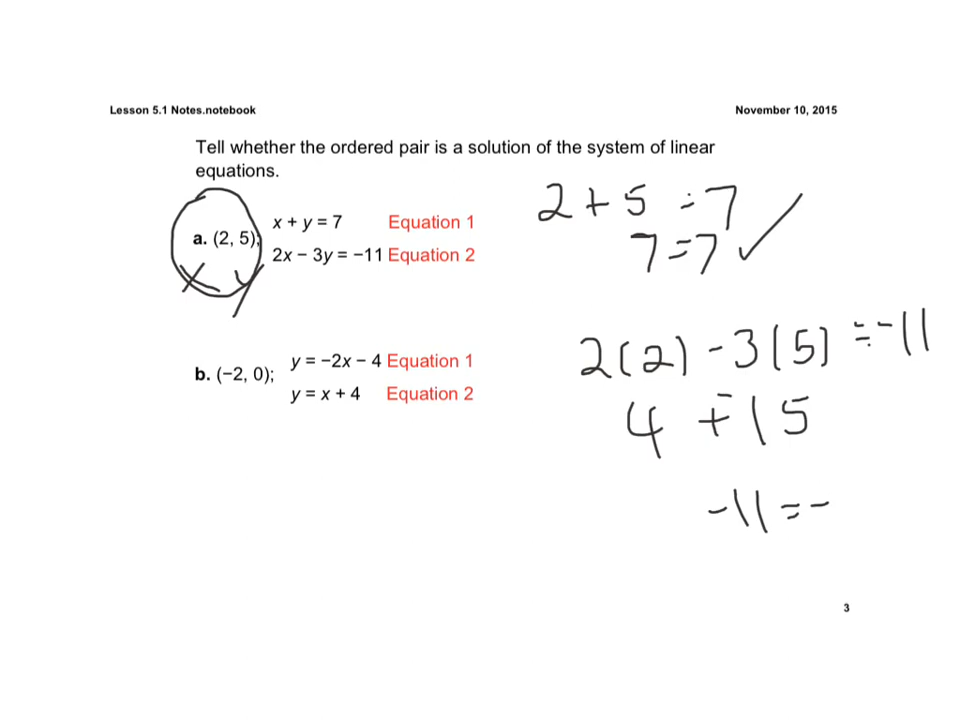 Lesson 5.1 Notes.notebook
November 10, 2015
Tell whether the ordered pair is a solution of the system of linear
equations.
a. (2, 5);
x + y = 7 Equation 1
2x − 3y = −11 Equation 2
x y
2 + 5 = 7
7 = 7 ✓
2(2) - 3(5) = -11
4 + -15
-11 = -
b. (−2, 0);
y = −2x − 4 Equation 1
y = x + 4 Equation 2
3